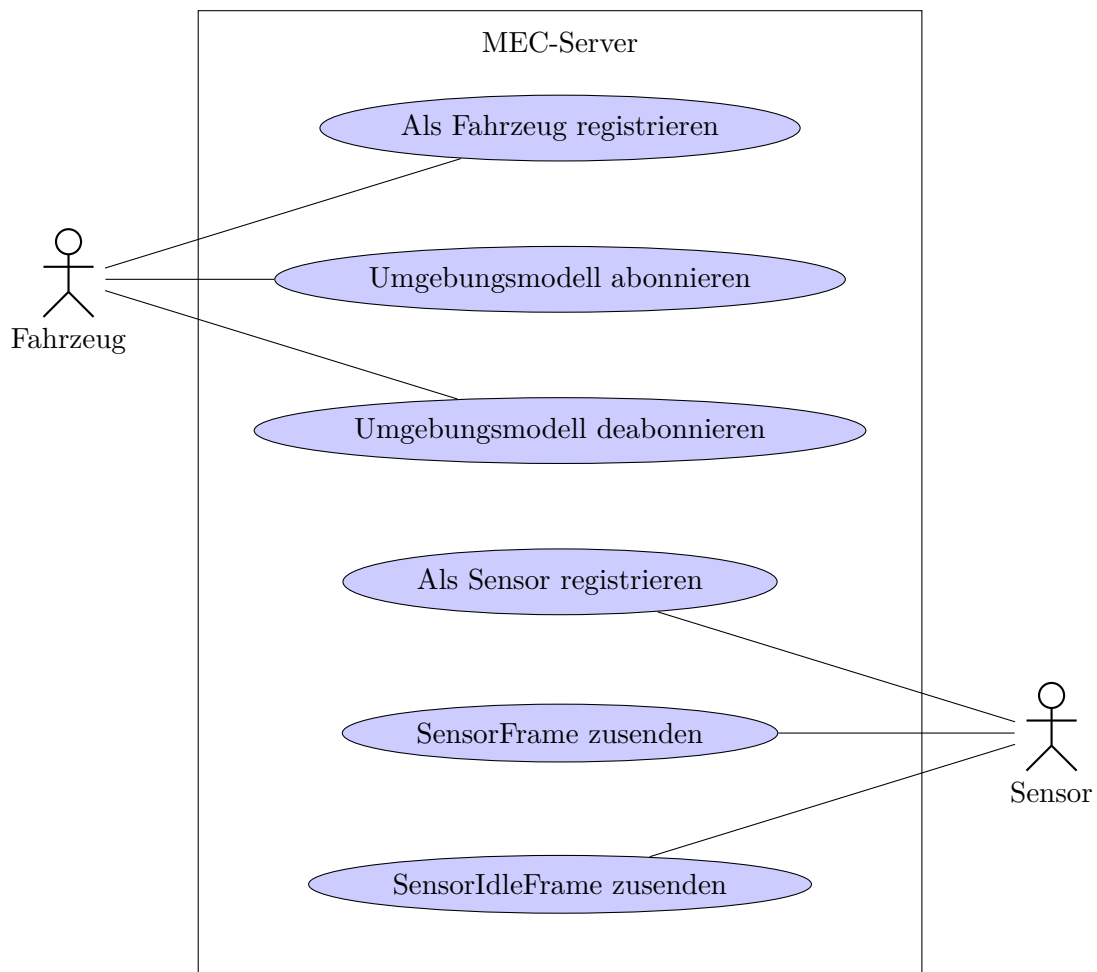 MEC-Server
Als Fahrzeug registrieren
Umgebungsmodell abonnieren
Fahrzeug
Umgebungsmodell deabonnieren
Als Sensor registrieren
SensorFrame zusenden
Sensor
SensorIdleFrame zusenden